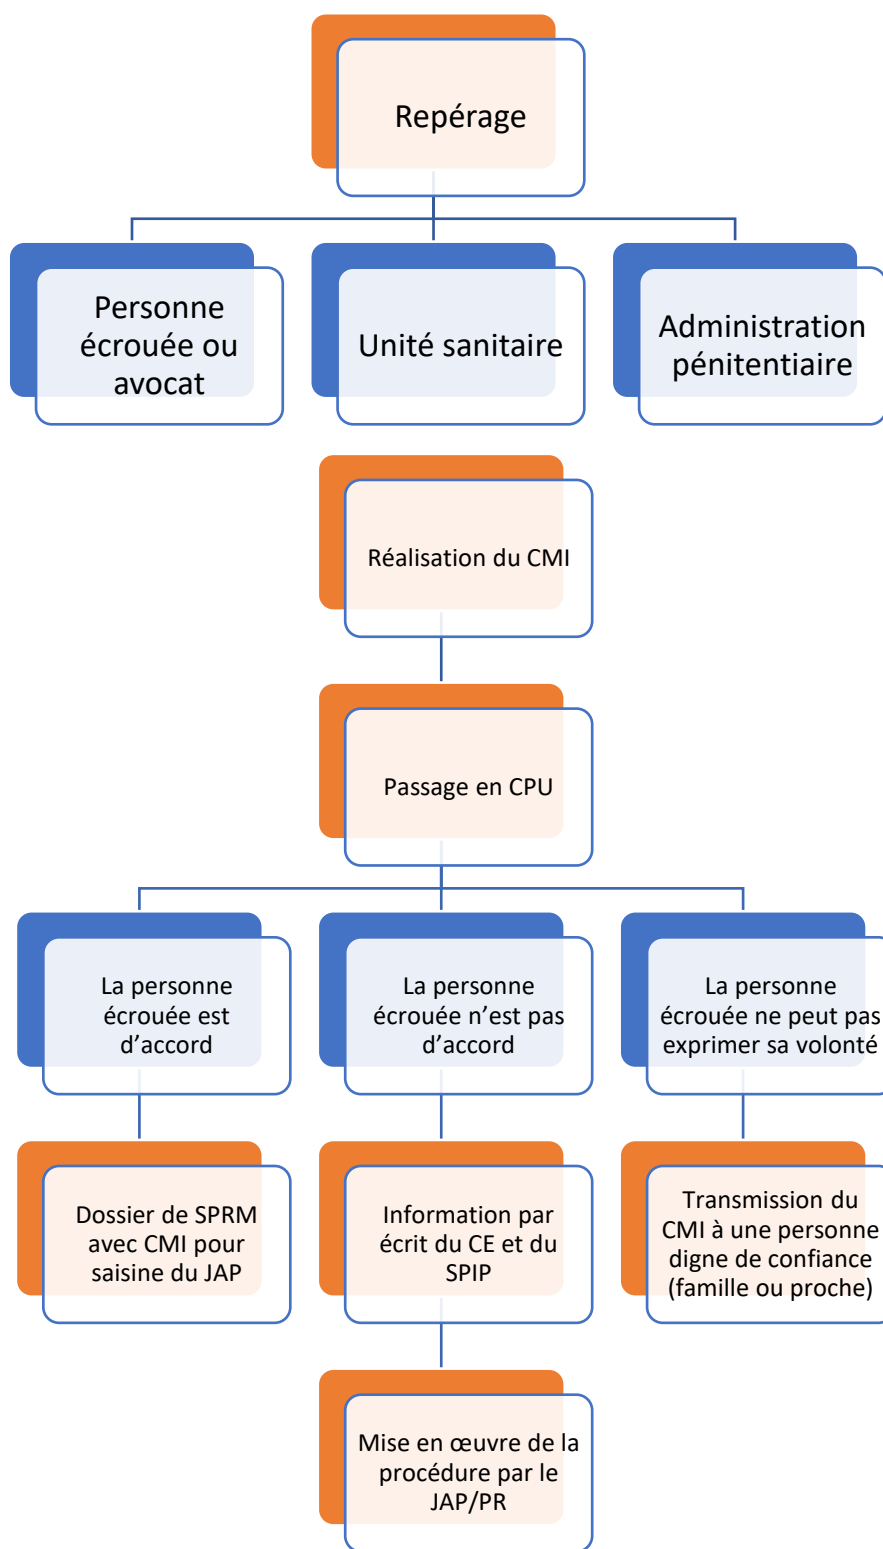 Repérage
Personne
écrouée ou
avocat
Unité sanitaire
Administration
pénitentiaire
Réalisation du CMI
Passage en CPU
La personne
écrouée est
d’accord
La personne
écrouée n’est pas
d’accord
La personne
écrouée ne peut pas
exprimer sa volonté
Dossier de SPRM
avec CMI pour
saisine du JAP
Information par
écrit du CE et du
SPIP
Transmission du
CMI à une personne
digne de confiance
(famille ou proche)
Mise en œuvre de la
procédure par le
JAP/PR